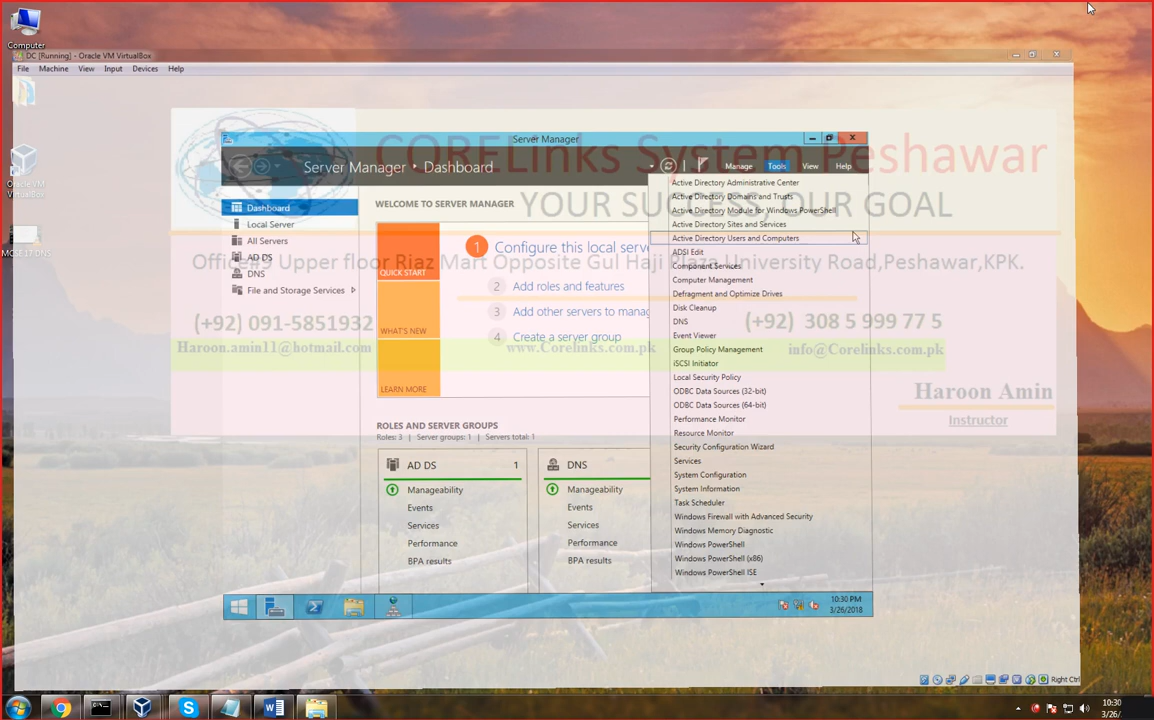 Computer
DC [Running] - Oracle VM VirtualBox
File Machine View Input Devices Help
Oracle VM
VirtualBox
MCSE 17 DNS
CORELinks System Peshawar
YOUR SUCCESS, OUR GOAL
Office#9 Upper floor Riaz Mart Opposite Gul Haji Plaza University Road,Peshawar,KPK.
(+92) 091-5851932
(+92) 308 5 999 77 5
Haroon.amin11@hotmail.com
www.Corelinks.com.pk
info@Corelinks.com.pk
Haroon Amin
Instructor
Server Manager
Server Manager • Dashboard
Manage Tools View Help
Dashboard
Local Server
All Servers
AD DS
DNS
File and Storage Services
WELCOME TO SERVER MANAGER
QUICK START
WHAT'S NEW
LEARN MORE
1 Configure this local serve
2 Add roles and features
3 Add other servers to manag
4 Create a server group
ROLES AND SERVER GROUPS
Roles: 3 | Server groups: 1 | Servers total: 1
AD DS 1
Manageability
Events
Services
Performance
BPA results
DNS
Manageability
Events
Services
Performance
BPA results
Active Directory Administrative Center
Active Directory Domains and Trusts
Active Directory Module for Windows PowerShell
Active Directory Sites and Services
Active Directory Users and Computers
ADSI Edit
Component Services
Computer Management
Defragment and Optimize Drives
Disk Cleanup
DNS
Event Viewer
Group Policy Management
iSCSI Initiator
Local Security Policy
ODBC Data Sources (32-bit)
ODBC Data Sources (64-bit)
Performance Monitor
Resource Monitor
Security Configuration Wizard
Services
System Configuration
System Information
Task Scheduler
Windows Firewall with Advanced Security
Windows Memory Diagnostic
Windows PowerShell
Windows PowerShell (x86)
Windows PowerShell ISE
10:30 PM
3/26/2018
Right Ctrl
10:30
3/26/